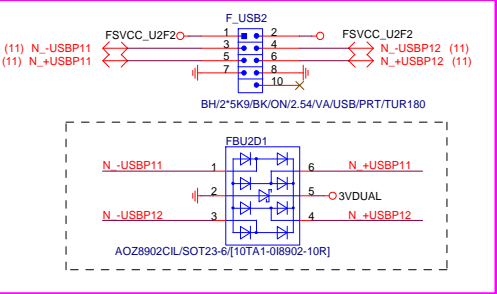 F_USB2
FSVCC_U2F2 1 2 FSVCC_U2F2
(11) N_-USBP11 3 4 N_-USBP12 (11)
(11) N_+USBP11 5 6 N_+USBP12 (11)
7 8
10
BH/2*5K9/BK/ON/2.54/VA/USB/PRT/TUR180
FBU2D1
N_-USBP11 1 6 N_+USBP11
2 5 3VDUAL
N_-USBP12 3 4 N_+USBP12
AOZ8902CIL/SOT23-6/[10TA1-0I8902-10R]